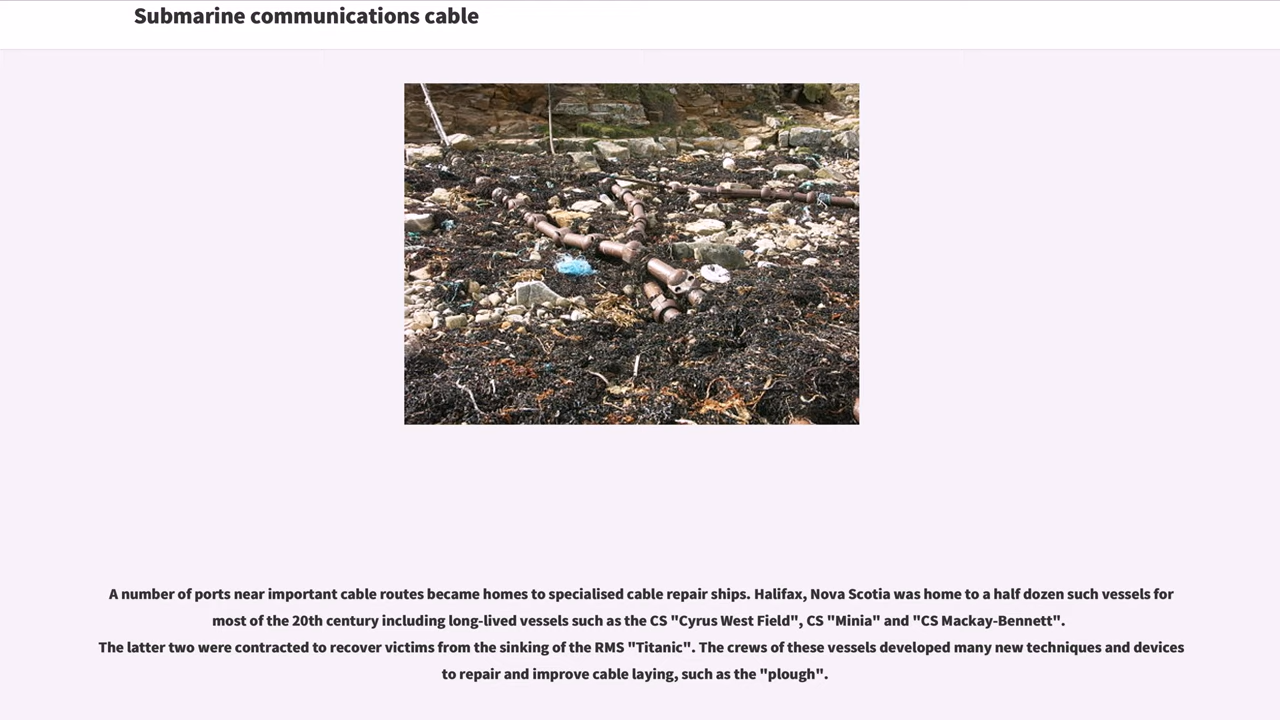 Submarine communications cable
A number of ports near important cable routes became homes to specialised cable repair ships. Halifax, Nova Scotia was home to a half dozen such vessels for
most of the 20th century including long-lived vessels such as the CS "Cyrus West Field", CS "Minia" and "CS Mackay-Bennett".
The latter two were contracted to recover victims from the sinking of the RMS "Titanic". The crews of these vessels developed many new techniques and devices
to repair and improve cable laying, such as the "plough".